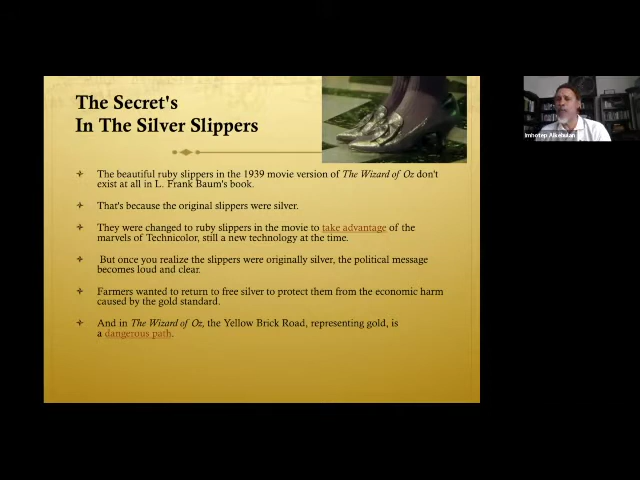 The Secret's
In The Silver Slippers
The beautiful ruby slippers in the 1939 movie version of The Wizard of Oz don't
exist at all in L. Frank Baum's book.
That's because the original slippers were silver.
They were changed to ruby slippers in the movie to take advantage of the
marvels of Technicolor, still a new technology at the time.
But once you realize the slippers were originally silver, the political message
becomes loud and clear.
Farmers wanted to return to free silver to protect them from the economic harm
caused by the gold standard.
And in The Wizard of Oz, the Yellow Brick Road, representing gold, is
a dangerous path.
Imhotep Alkebulan